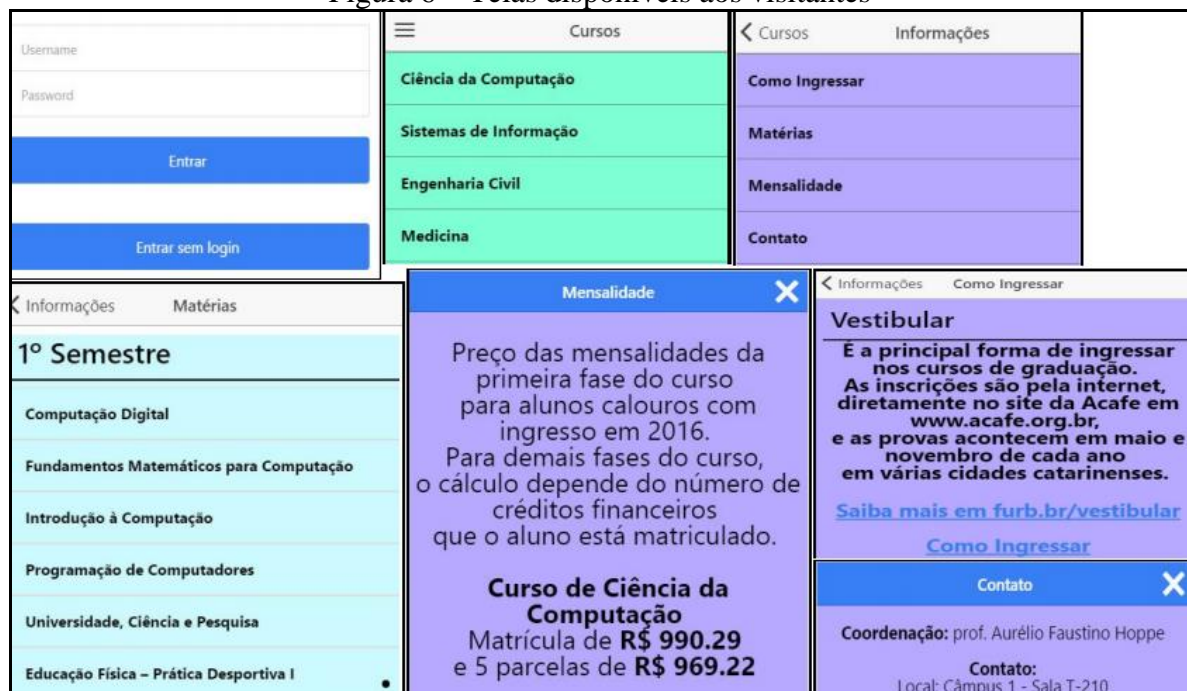 Figura 6 – Telas disponíveis aos visitantes
Username
Password
Entrar
Entrar sem login
Cursos
Ciência da Computação
Sistemas de Informação
Engenharia Civil
Medicina
Cursos
Informações
Como Ingressar
Matérias
Mensalidade
Contato
Informações
Matérias
1º Semestre
Computação Digital
Fundamentos Matemáticos para Computação
Introdução à Computação
Programação de Computadores
Universidade, Ciência e Pesquisa
Educação Física – Prática Desportiva I
Mensalidade
Preço das mensalidades da
primeira fase do curso
para alunos calouros com
ingresso em 2016.
Para demais fases do curso,
o cálculo depende do número de
créditos financeiros
que o aluno está matriculado.
Curso de Ciência da
Computação
Matrícula de R$ 990.29
e 5 parcelas de R$ 969.22
Informações
Como Ingressar
Vestibular
É a principal forma de ingressar
nos cursos de graduação.
As inscrições são pela internet,
diretamente no site da Acafe em
www.acafe.org.br,
e as provas acontecem em maio e
novembro de cada ano
em várias cidades catarinenses.
Saiba mais em furb.br/vestibular
Como Ingressar
Contato
Coordenação: prof. Aurélio Faustino Hoppe
Contato:
Local: Câmpus 1 - Sala T-210